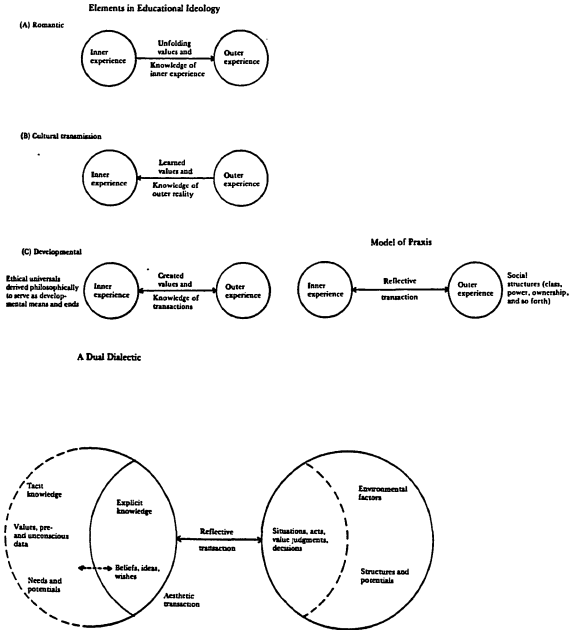 Elements in Educational Ideology
(A) Romantic
Inner
experience
Unfolding
values and
Knowledge of
inner experience
Outer
experience
(B) Cultural transmission
Inner
experience
Learned
values and
Knowledge of
outer reality
Outer
experience
(C) Developmental
Ethical universals
derived philosophically
to serve as develop-
mental means and ends
Inner
experience
Created
values and
Knowledge of
transactions
Outer
experience
Model of Praxis
Inner
experience
Reflective
transaction
Outer
experience
Social
structures (class,
power, ownership,
and so forth)
A Dual Dialectic
Tacit
knowledge
Values, pre-
and unconscious
data
Needs and
potentials
Explicit
knowledge
Beliefs, ideas,
wishes
Aesthetic
transaction
Reflective
transaction
Situations, acts,
value judgments,
decisions
Environmental
factors
Structures and
potentials